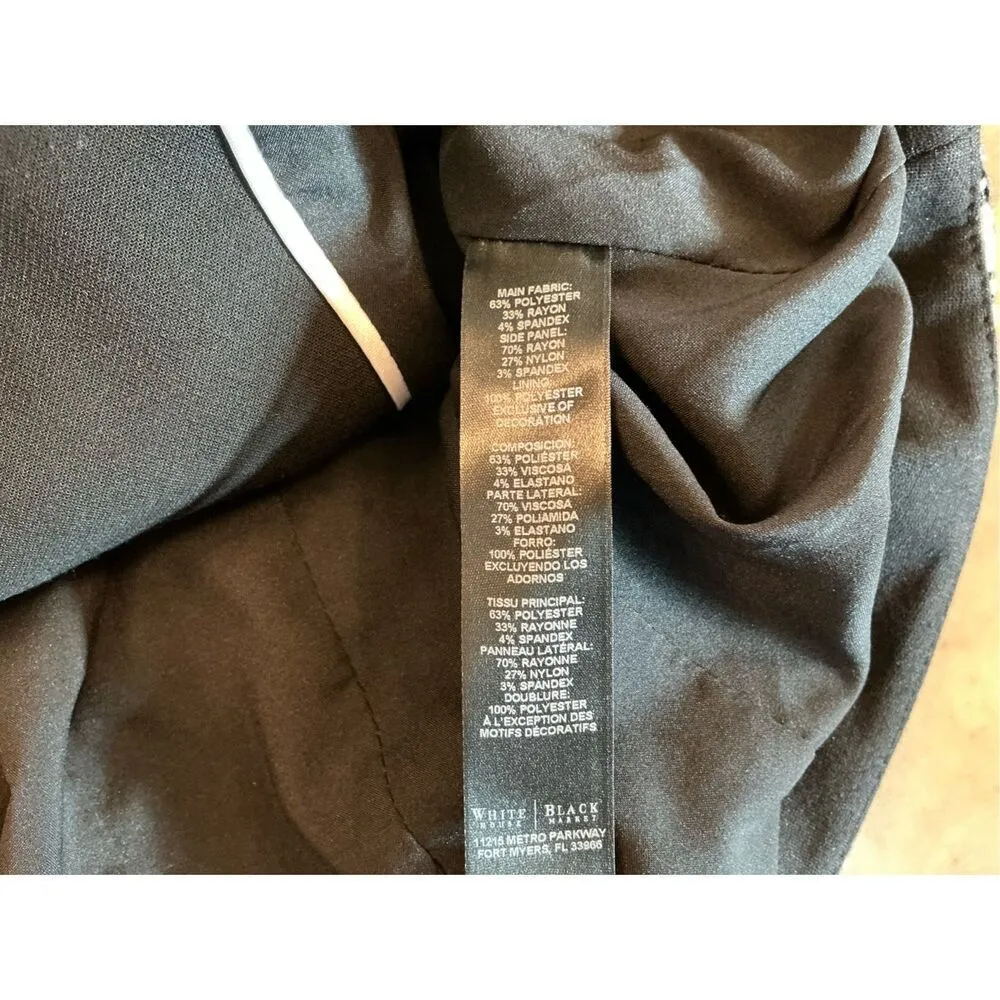 MAIN FABRIC:
63% POLYESTER
33% RAYON
4% SPANDEX
SIDE PANEL:
70% RAYON
27% NYLON
3% SPANDEX
LINING:
100% POLYESTER
EXCLUSIVE OF
DECORATION
COMPOSICION:
63% POLIÉSTER
33% VISCOSA
4% ELASTANO
PARTE LATERAL:
70% VISCOSA
27% POLIAMIDA
3% ELASTANO
FORRO:
100% POLIÉSTER
EXCLUYENDO LOS
ADORNOS
TISSU PRINCIPAL:
63% POLYESTER
33% RAYONNE
4% SPANDEX
PANNEAU LATÉRAL:
70% RAYONNE
27% NYLON
3% SPANDEX
DOUBLURE:
100% POLYESTER
À L'EXCEPTION DES
MOTIFS DÉCORATIFS
WHITE | BLACK
HOUSE | MARKET
11215 METRO PARKWAY
FORT MYERS, FL 33966